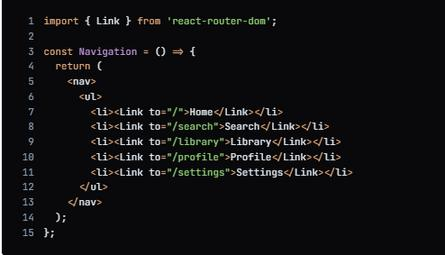 1 import { Link } from 'react-router-dom';
2
3 const Navigation = () => {
4   return (
5     <nav>
6       <ul>
7         <li><Link to="/">Home</Link></li>
8         <li><Link to="/search">Search</Link></li>
9         <li><Link to="/library">Library</Link></li>
10         <li><Link to="/profile">Profile</Link></li>
11         <li><Link to="/settings">Settings</Link></li>
12       </ul>
13     </nav>
14   );
15 };